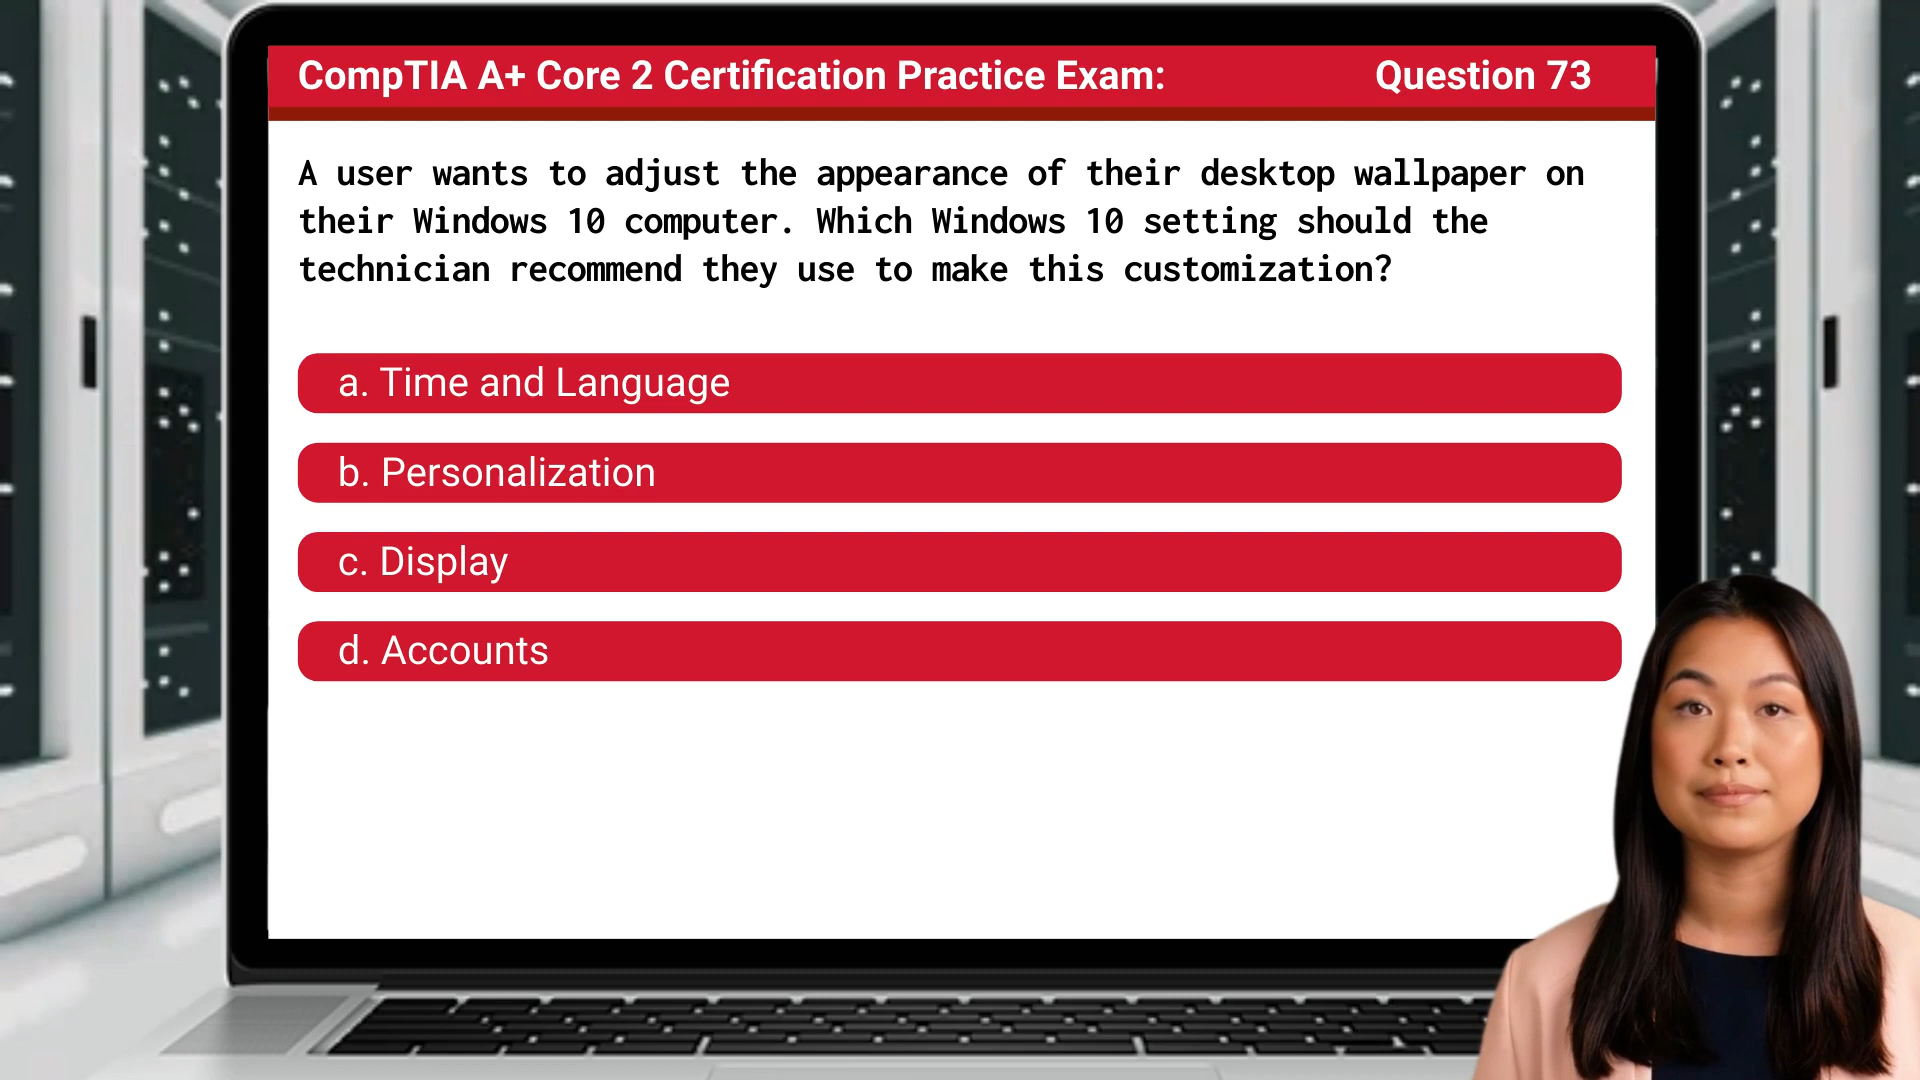 CompTIA A+ Core 2 Certification Practice Exam: Question 73
A user wants to adjust the appearance of their desktop wallpaper on
their Windows 10 computer. Which Windows 10 setting should the
technician recommend they use to make this customization?
a. Time and Language
b. Personalization
c. Display
d. Accounts